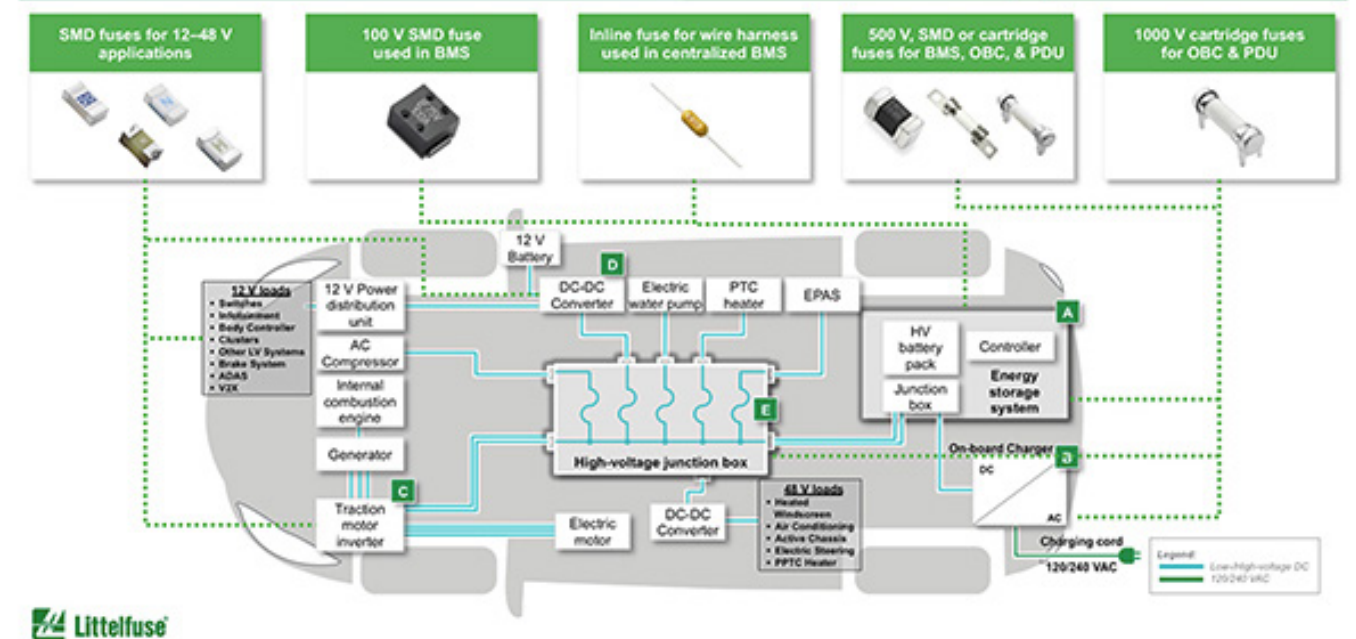 SMD fuses for 12–48 V
applications
100 V SMD fuse
used in BMS
Inline fuse for wire harness
used in centralized BMS
500 V, SMD or cartridge
fuses for BMS, OBC, & PDU
1000 V cartridge fuses
for OBC & PDU
12 V
Battery
D
12 V loads
• Switches
• Infotainment
• Body Controller
• Clusters
• Other LV Systems
• Brake System
• ADAS
• V2X
12 V Power
distribution
unit
DC-DC
Converter
Electric
water pump
PTC
heater
EPAS
A
AC
Compressor
HV
battery
pack
Controller
Internal
combustion
engine
Junction
box
Energy
storage
system
E
Generator
High-voltage junction box
On-board Charger
B
DC
AC
C
Traction
motor
inverter
Electric
motor
DC-DC
Converter
48 V loads
• Heated
Windscreen
• Air Conditioning
• Active Chassis
• Electric Steering
• PPTC Heater
Charging cord
120/240 VAC
Legend:
Low-/High-voltage DC
120/240 VAC
Littelfuse